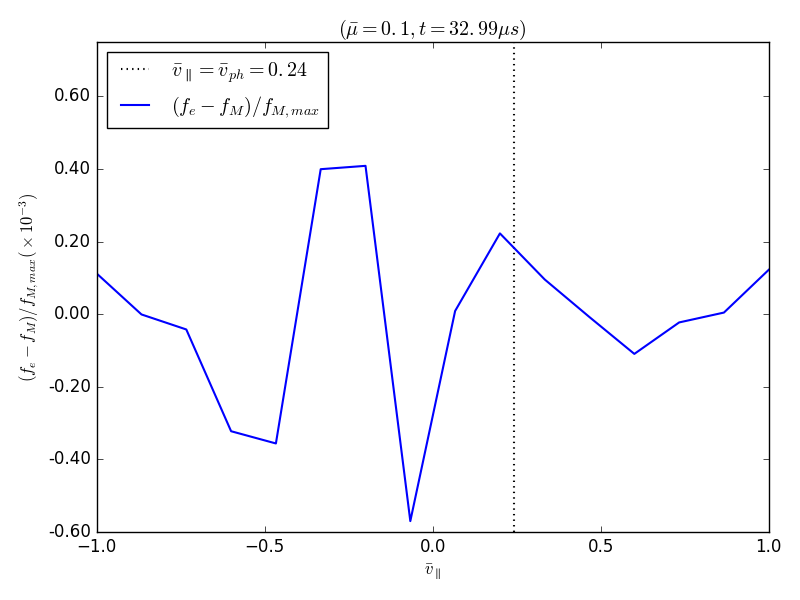 (μ̄ = 0.1, t = 32.99μs)
v̄∥ = v̄ph = 0.24
(fe − fM)/fM,max
(fe − fM)/fM,max(×10⁻³)
0.60
0.40
0.20
0.00
-0.20
-0.40
-0.60
−1.0 −0.5 0.0 0.5 1.0
v̄∥